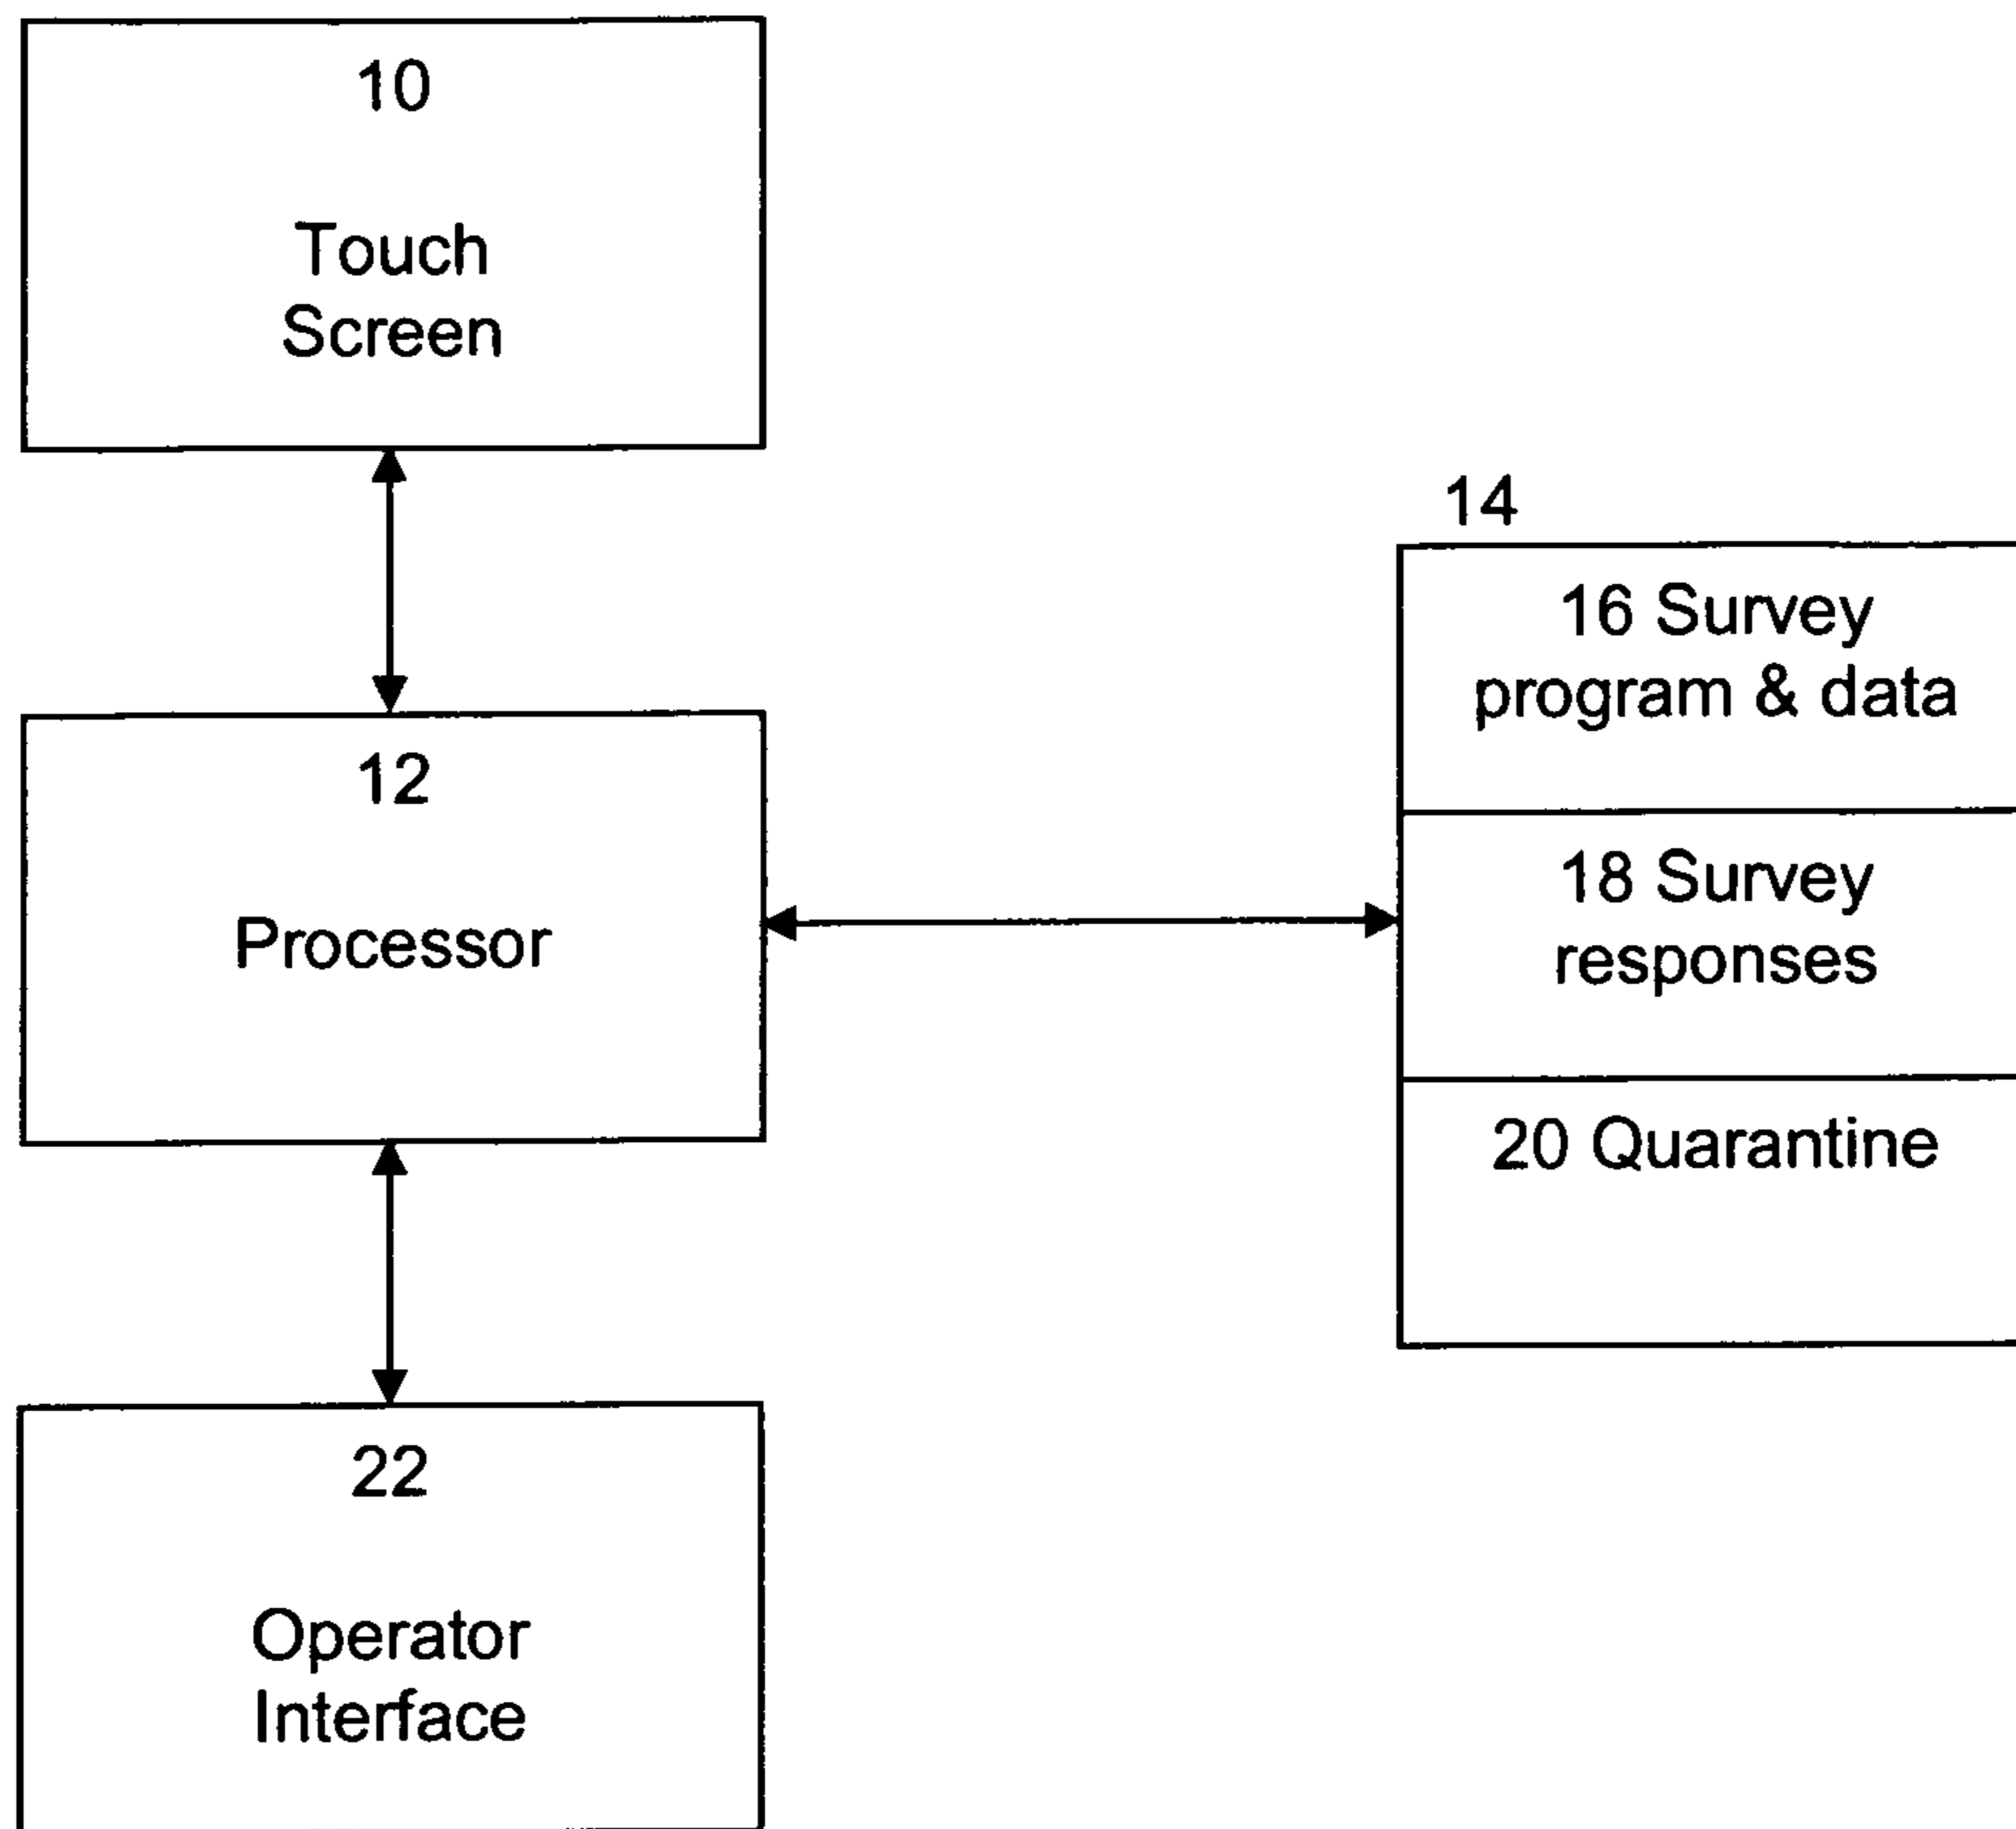 10
Touch
Screen
12
Processor
22
Operator
Interface
14
16 Survey
program & data
18 Survey
responses
20 Quarantine